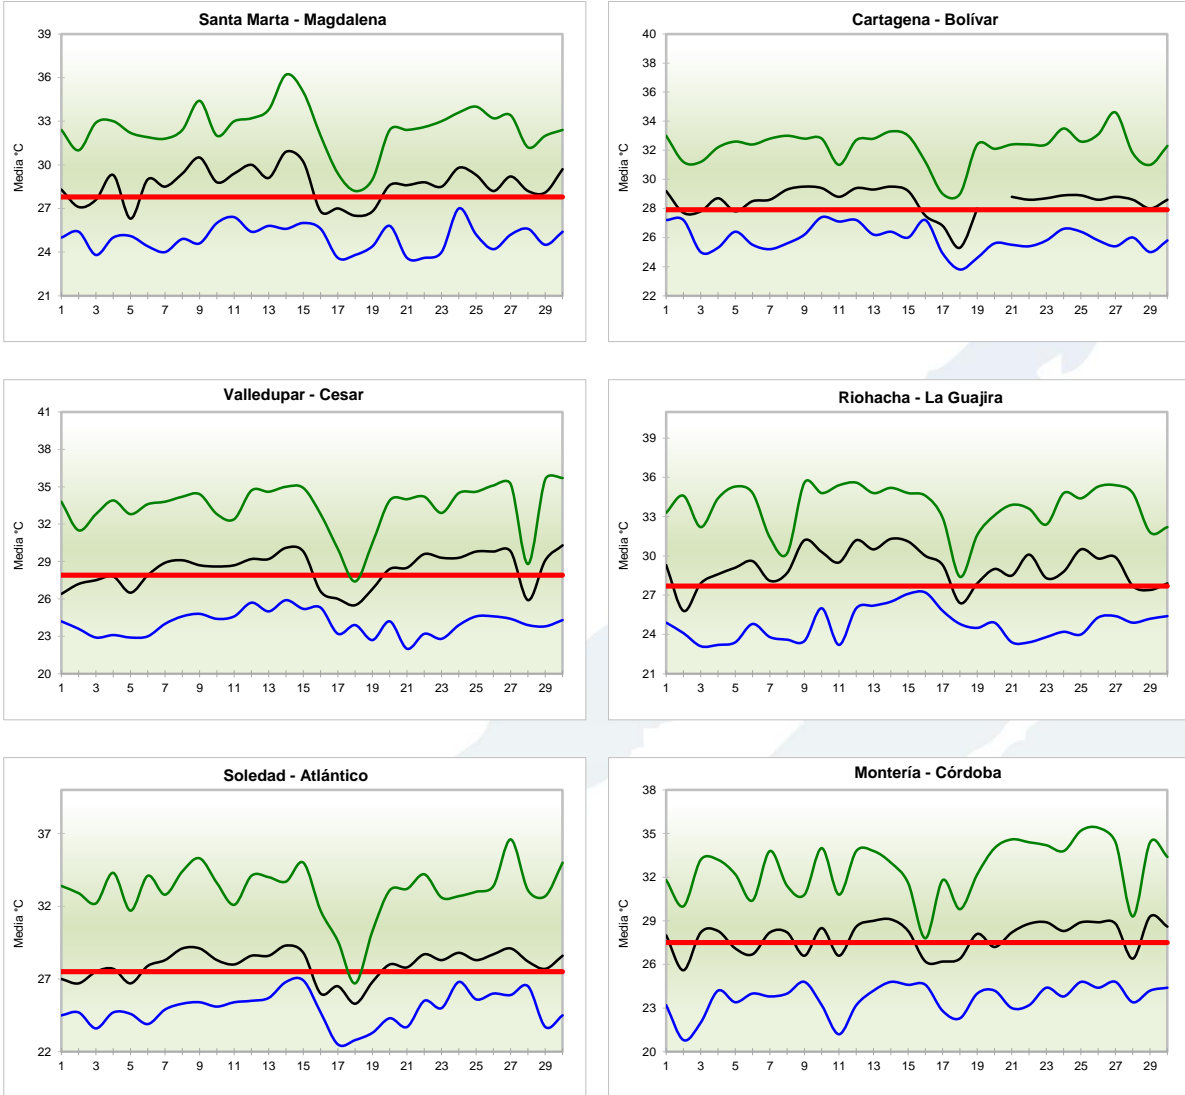 Santa Marta - Magdalena
39
36
33
30
27
24
21
Media °C
1 3 5 7 9 11 13 15 17 19 21 23 25 27 29
Cartagena - Bolívar
40
38
36
34
32
30
28
26
24
22
Media °C
1 3 5 7 9 11 13 15 17 19 21 23 25 27 29
Valledupar - Cesar
41
38
35
32
29
26
23
20
Media °C
1 3 5 7 9 11 13 15 17 19 21 23 25 27 29
Riohacha - La Guajira
39
36
33
30
27
24
21
Media °C
1 3 5 7 9 11 13 15 17 19 21 23 25 27 29
Soledad - Atlántico
37
32
27
22
Media °C
1 3 5 7 9 11 13 15 17 19 21 23 25 27 29
Montería - Córdoba
38
35
32
29
26
23
20
Media °C
1 3 5 7 9 11 13 15 17 19 21 23 25 27 29